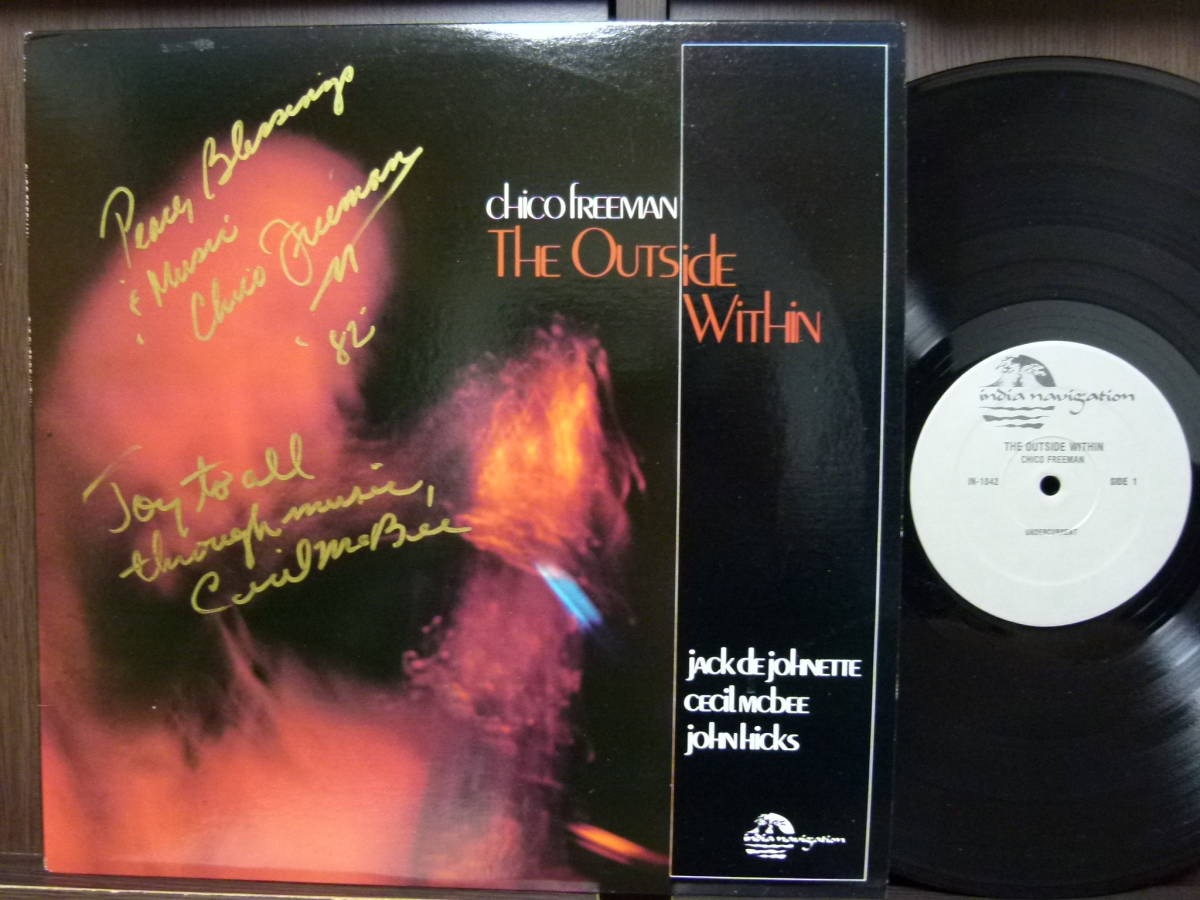 Peace, Blessings
& Music
Chico Freeman
'82'
Joy to all
through music,
Cecil McBee
chico FREEMAN
The Outside
Within
jack de johnette
cecil mcbee
john hicks
india navigation
india navigation
THE OUTSIDE WITHIN
CHICO FREEMAN
IN-1042 SIDE 1
UNDERCURRENT